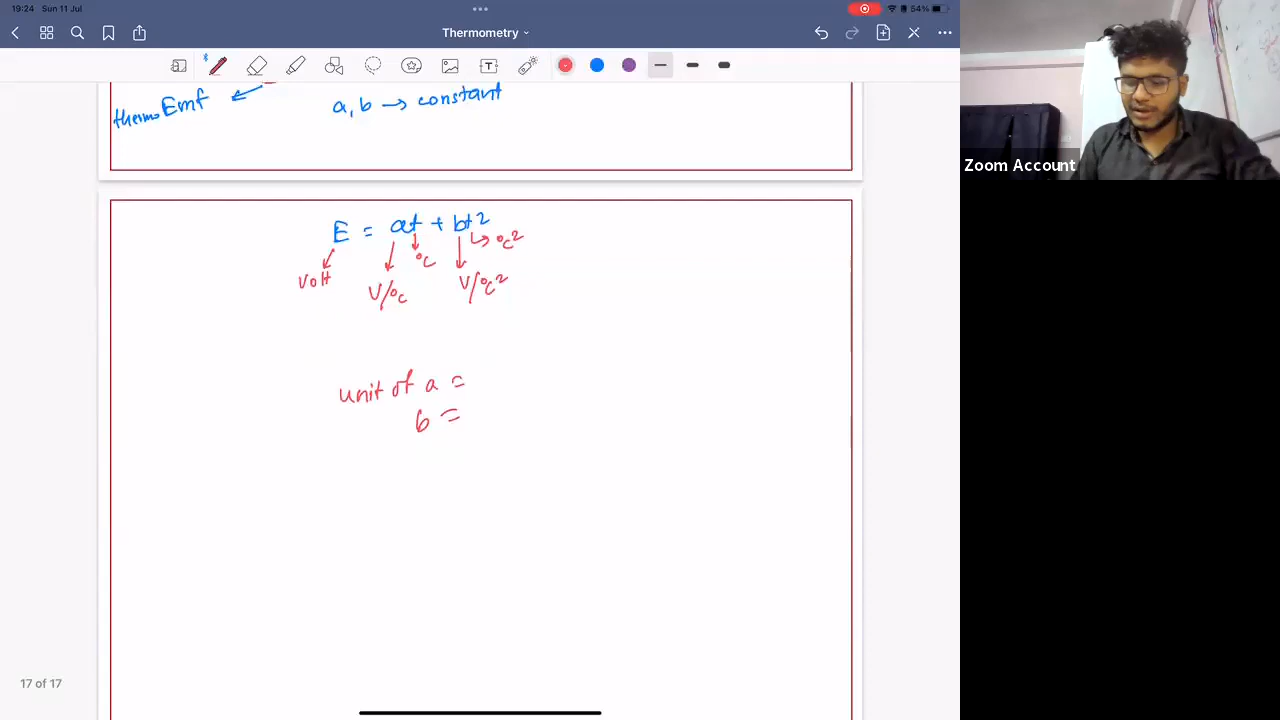 19:24 Sun 11 Jul
54%
Thermometry
thermo Emf
a, b → constant
E = at + bt2
↳ °C2
volt
°C
V/°C
V/°C2
unit of a =
b =
17 of 17
Zoom Account